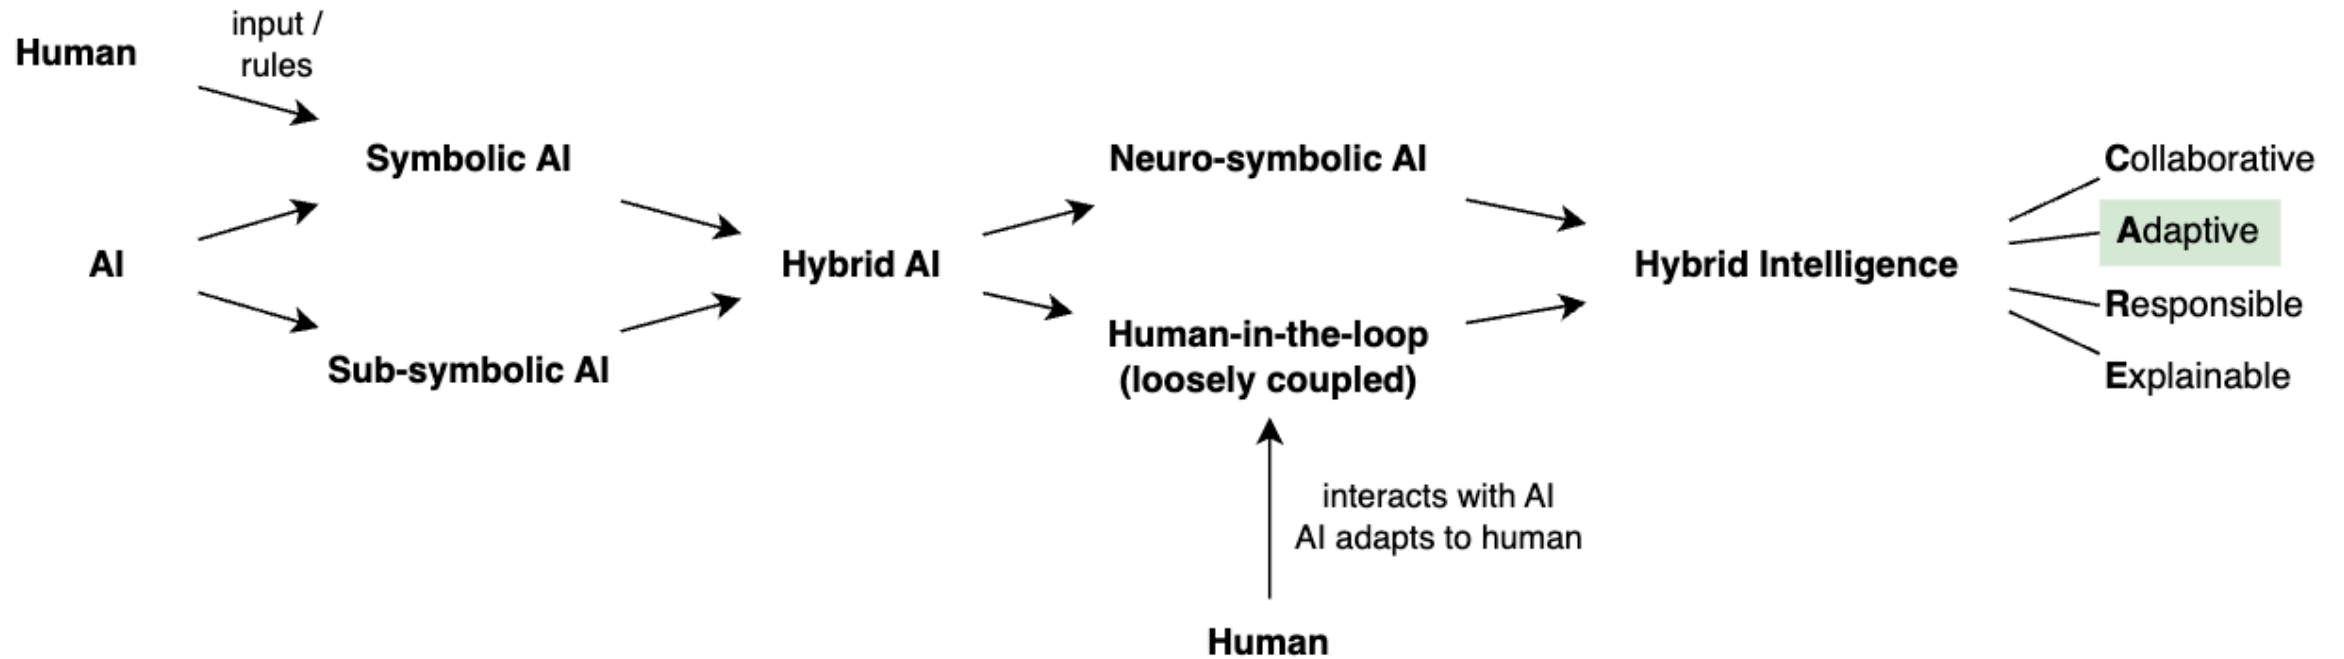 Human
input /
rules
Symbolic AI
AI
Sub-symbolic AI
Hybrid AI
Neuro-symbolic AI
Human-in-the-loop
(loosely coupled)
interacts with AI
AI adapts to human
Human
Hybrid Intelligence
Collaborative
Adaptive
Responsible
Explainable